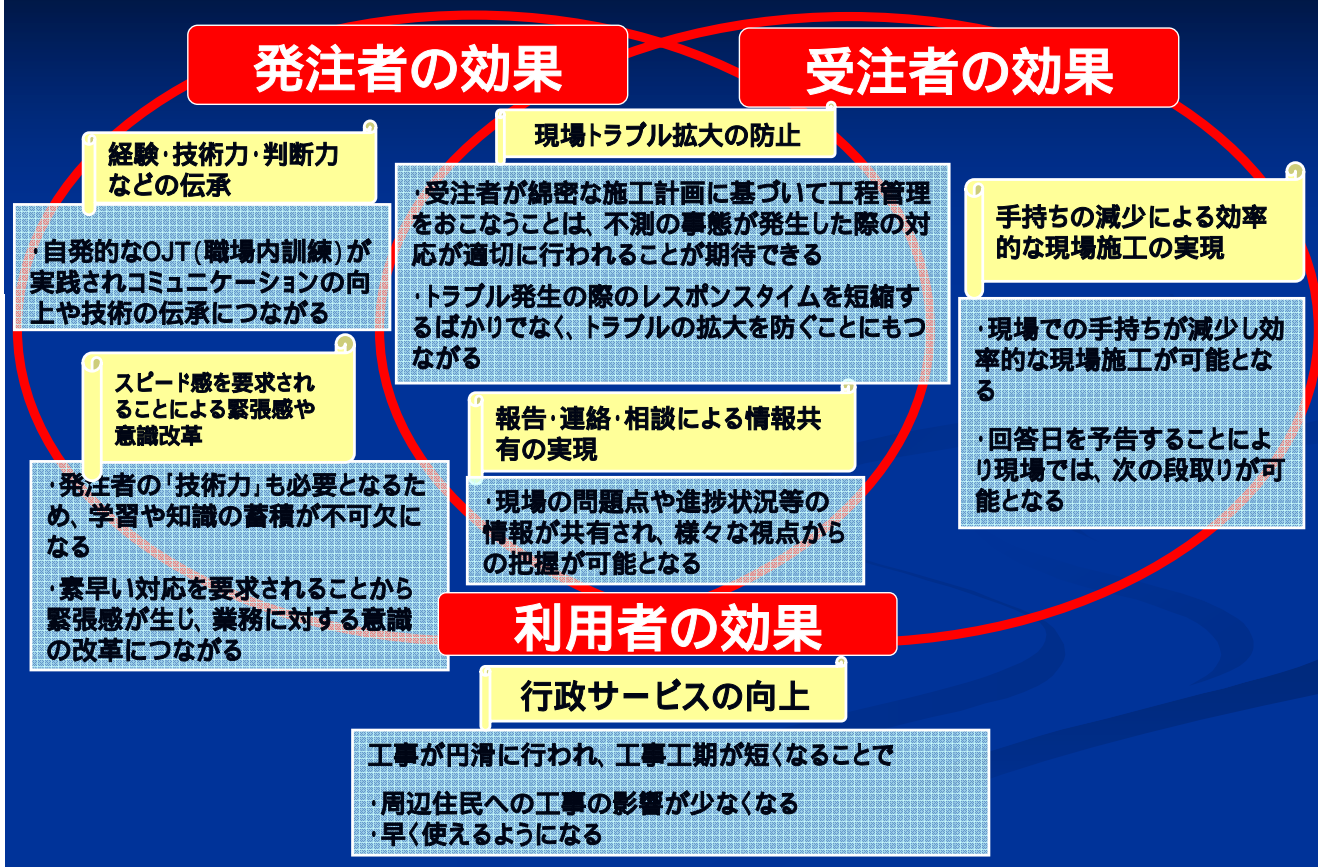 発注者の効果
受注者の効果
経験・技術力・判断力
などの伝承
・自発的なOJT(職場内訓練)が
実践されコミュニケーションの向
上や技術の伝承につながる
スピード感を要求され
ることによる緊張感や
意識改革
・発注者の「技術力」も必要となるた
め、学習や知識の蓄積が不可欠に
なる
・素早い対応を要求されることから
緊張感が生じ、業務に対する意識
の改革につながる
現場トラブル拡大の防止
・受注者が綿密な施工計画に基づいて工程管理
をおこなうことは、不測の事態が発生した際の対
応が適切に行われることが期待できる
・トラブル発生の際のレスポンスタイムを短縮す
るばかりでなく、トラブルの拡大を防ぐことにもつ
ながる
報告・連絡・相談による情報共
有の実現
・現場の問題点や進捗状況等の
情報が共有され、様々な視点から
の把握が可能となる
手持ちの減少による効率
的な現場施工の実現
・現場での手持ちが減少し効
率的な現場施工が可能とな
る
・回答日を予告することによ
り現場では、次の段取りが可
能となる
利用者の効果
行政サービスの向上
工事が円滑に行われ、工事工期が短くなることで
・周辺住民への工事の影響が少なくなる
・早く使えるようになる